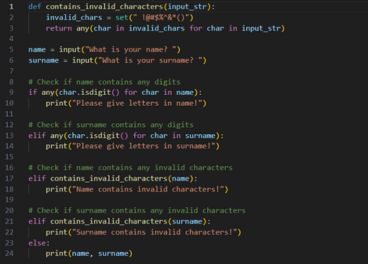 1 def contains_invalid_characters(input_str):
2     invalid_chars = set(" !@#$%^&*()")
3     return any(char in invalid_chars for char in input_str)
4
5 name = input("What is your name? ")
6 surname = input("What is your surname? ")
7
8 # Check if name contains any digits
9 if any(char.isdigit() for char in name):
10     print("Please give letters in name!")
11
12 # Check if surname contains any digits
13 elif any(char.isdigit() for char in surname):
14     print("Please give letters in surname!")
15
16 # Check if name contains any invalid characters
17 elif contains_invalid_characters(name):
18     print("Name contains invalid characters!")
19
20 # Check if surname contains any invalid characters
21 elif contains_invalid_characters(surname):
22     print("Surname contains invalid characters!")
23 else:
24     print(name, surname)